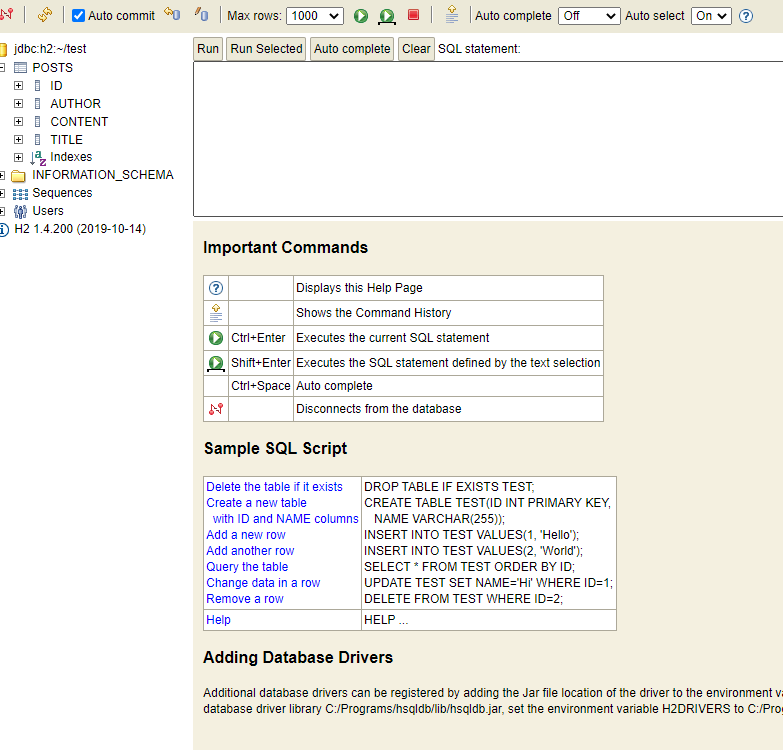 Auto commit Max rows: 1000 Auto complete Off Auto select On ?
jdbc:h2:~/test
POSTS
ID
AUTHOR
CONTENT
TITLE
Indexes
INFORMATION_SCHEMA
Sequences
Users
H2 1.4.200 (2019-10-14)
Run Run Selected Auto complete Clear SQL statement:
Important Commands
Displays this Help Page
Shows the Command History
Ctrl+Enter Executes the current SQL statement
Shift+Enter Executes the SQL statement defined by the text selection
Ctrl+Space Auto complete
Disconnects from the database
Sample SQL Script
Delete the table if it exists DROP TABLE IF EXISTS TEST;
Create a new table CREATE TABLE TEST(ID INT PRIMARY KEY,
with ID and NAME columns NAME VARCHAR(255));
Add a new row INSERT INTO TEST VALUES(1, 'Hello');
Add another row INSERT INTO TEST VALUES(2, 'World');
Query the table SELECT * FROM TEST ORDER BY ID;
Change data in a row UPDATE TEST SET NAME='Hi' WHERE ID=1;
Remove a row DELETE FROM TEST WHERE ID=2;
Help HELP ...
Adding Database Drivers
Additional database drivers can be registered by adding the Jar file location of the driver to the environment va
database driver library C:/Programs/hsqldb/lib/hsqldb.jar, set the environment variable H2DRIVERS to C:/Prog